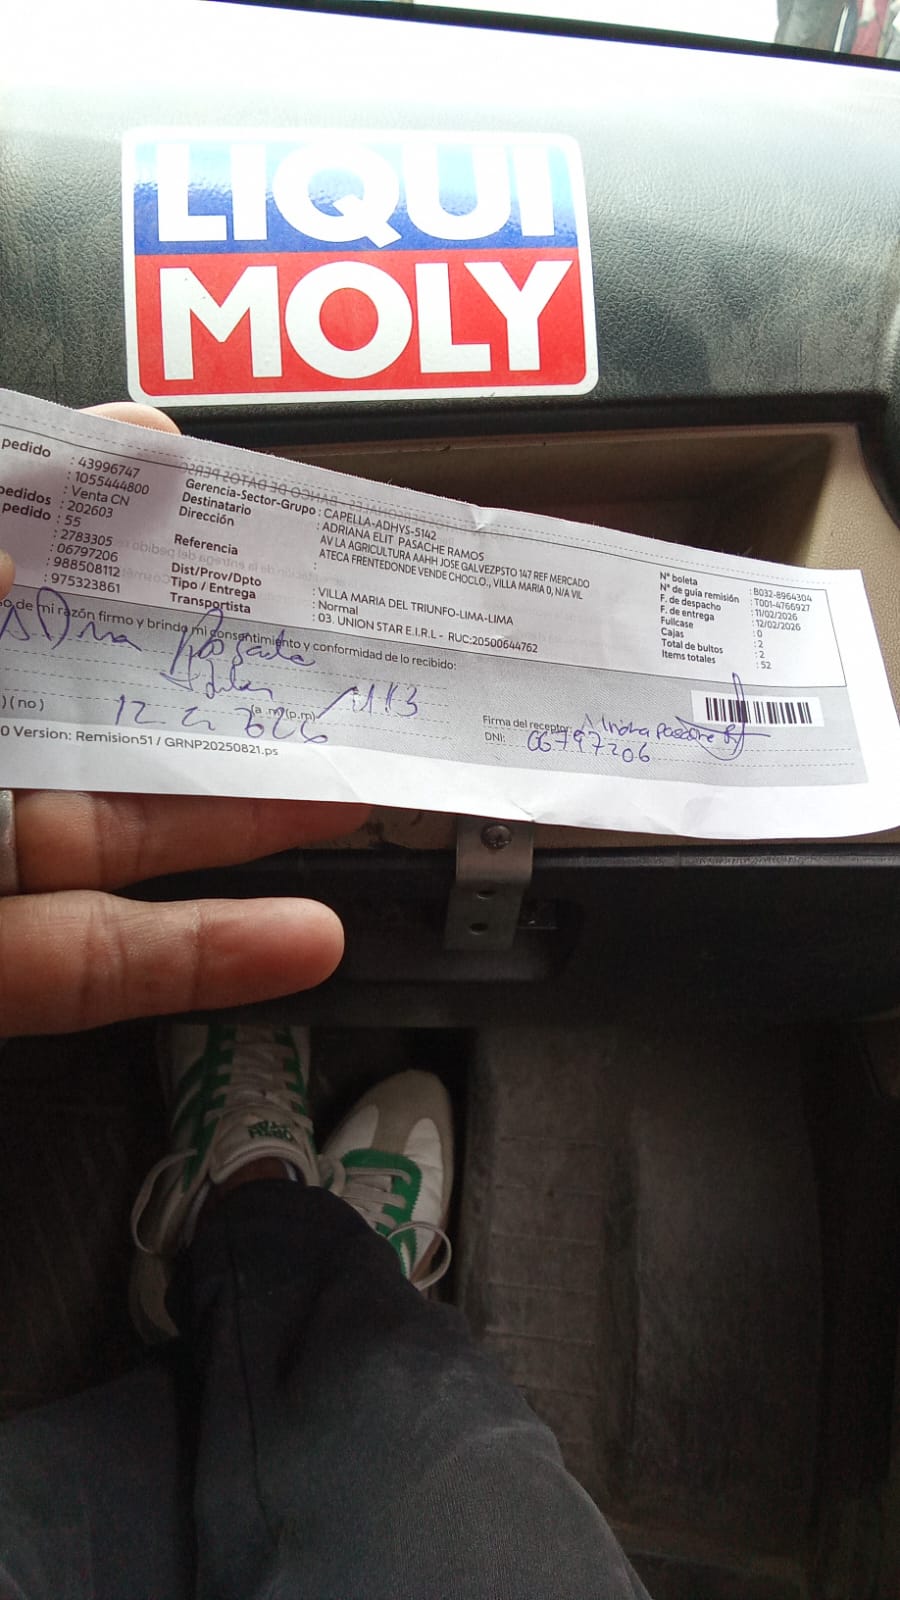 LIQUI
MOLY
pedido : 43996747
: 1055444800
: Venta CN
pedidos : 202603
pedido : 55
: 2783305
: 06797206
: 988508112
: 975323861
Gerencia-Sector-Grupo : CAPELLA-ADHYS-5142
Destinatario : ADRIANA ELIT PASACHE RAMOS
Dirección : AV LA AGRICULTURA AAHH JOSE GALVEZPSTO 147 REF MERCADO
ATECA FRENTEDONDE VENDE CHOCLO., VILLA MARIA 0, N/A VIL
Referencia :
Dist/Prov/Dpto : VILLA MARIA DEL TRIUNFO-LIMA-LIMA
Tipo / Entrega : Normal
Transportista : 03. UNION STAR E.I.R.L - RUC:20500644762
N° boleta : B032-8964304
N° de guía remisión : T001-4766927
F. de despacho : 11/02/2026
F. de entrega : 12/02/2026
Fullcase : 0
Cajas : 2
Total de bultos : 2
Items totales : 52
de mi razón firmo y brindo mi consentimiento y conformidad de lo recibido:
) ( no )
(a .m)(p.m)
Firma del receptor:
DNI: 06797206
0 Version: Remision51 / GRNP20250821.ps